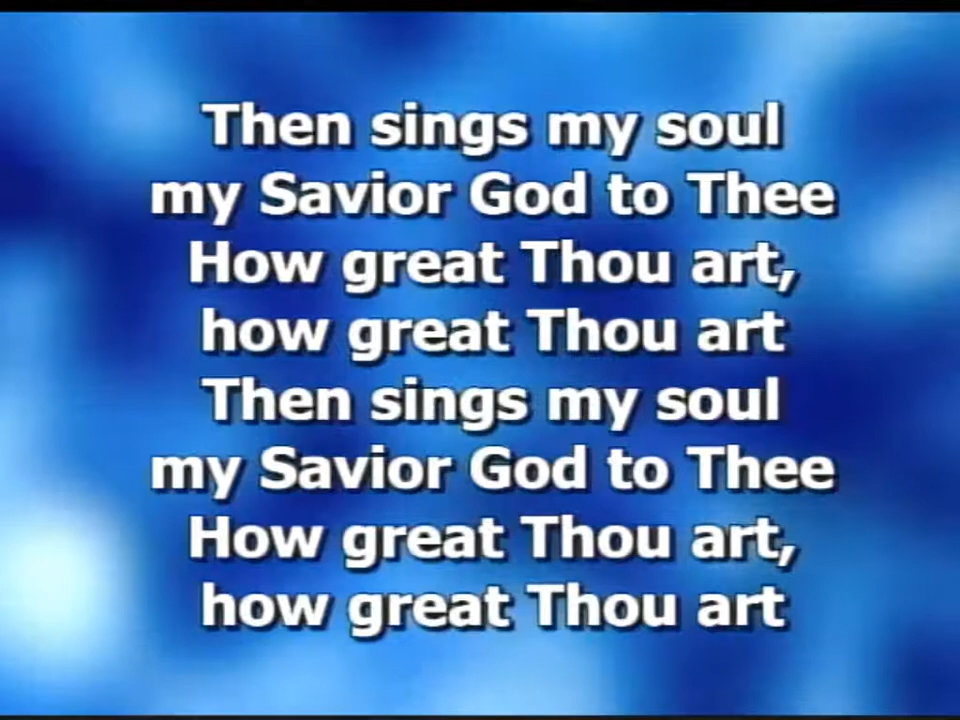 Then sings my soul
my Savior God to Thee
How great Thou art,
how great Thou art
Then sings my soul
my Savior God to Thee
How great Thou art,
how great Thou art